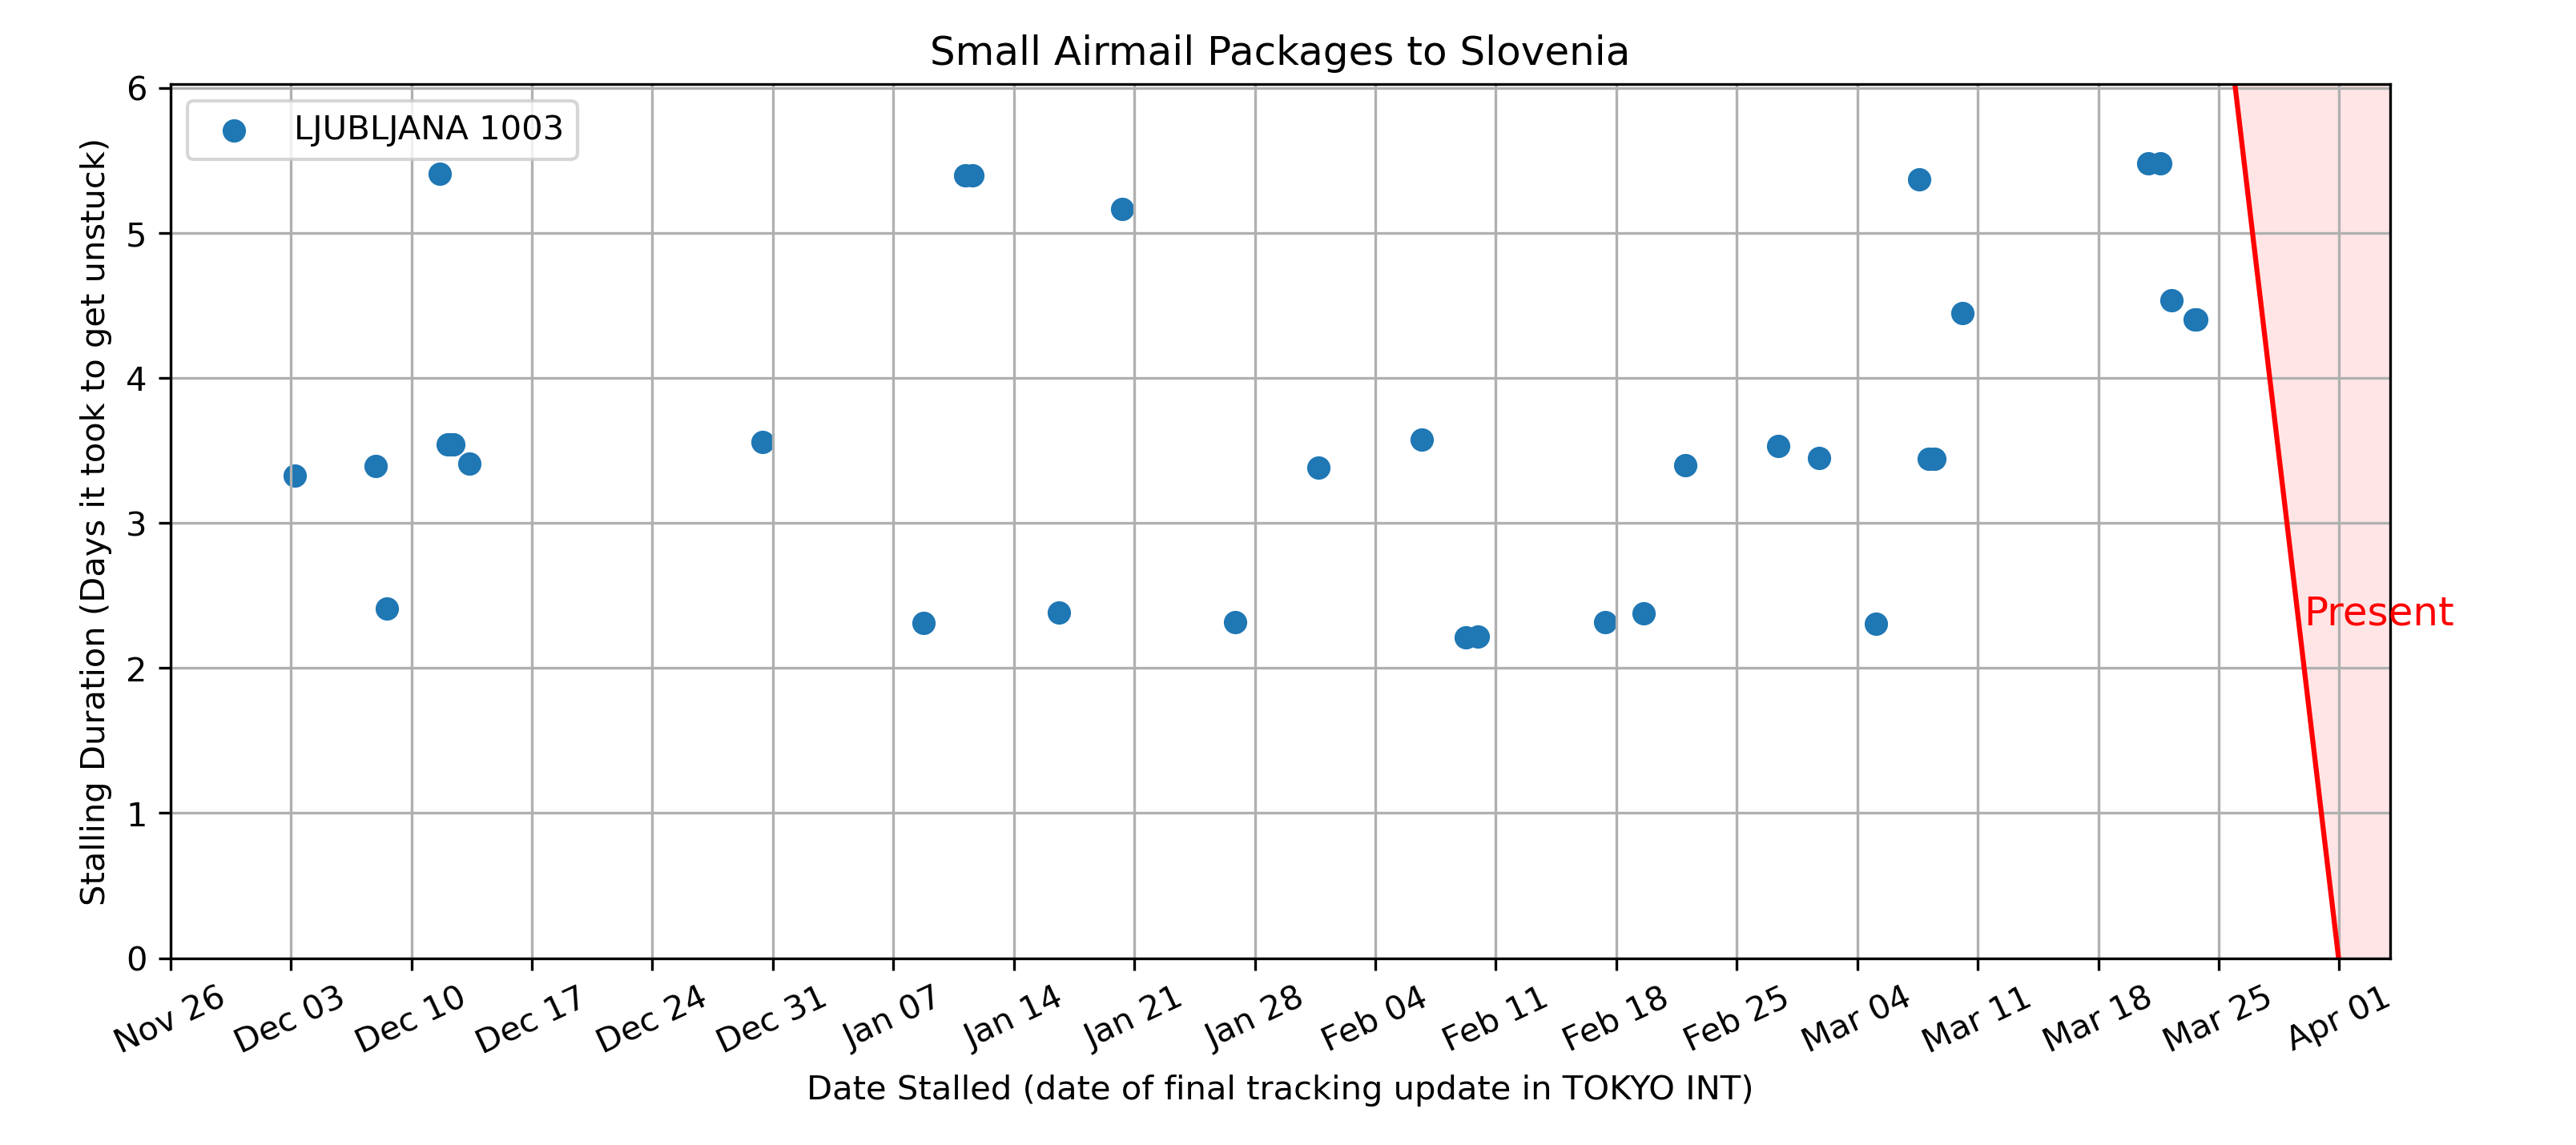 Small Airmail Packages to Slovenia
LJUBLJANA 1003
Stalling Duration (Days it took to get unstuck)
6
5
4
3
2
1
0
Present
Nov 26
Dec 03
Dec 10
Dec 17
Dec 24
Dec 31
Jan 07
Jan 14
Jan 21
Jan 28
Feb 04
Feb 11
Feb 18
Feb 25
Mar 04
Mar 11
Mar 18
Mar 25
Apr 01
Date Stalled (date of final tracking update in TOKYO INT)